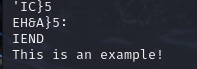 'IC}5
EH&A}5:
IEND
This is an example!